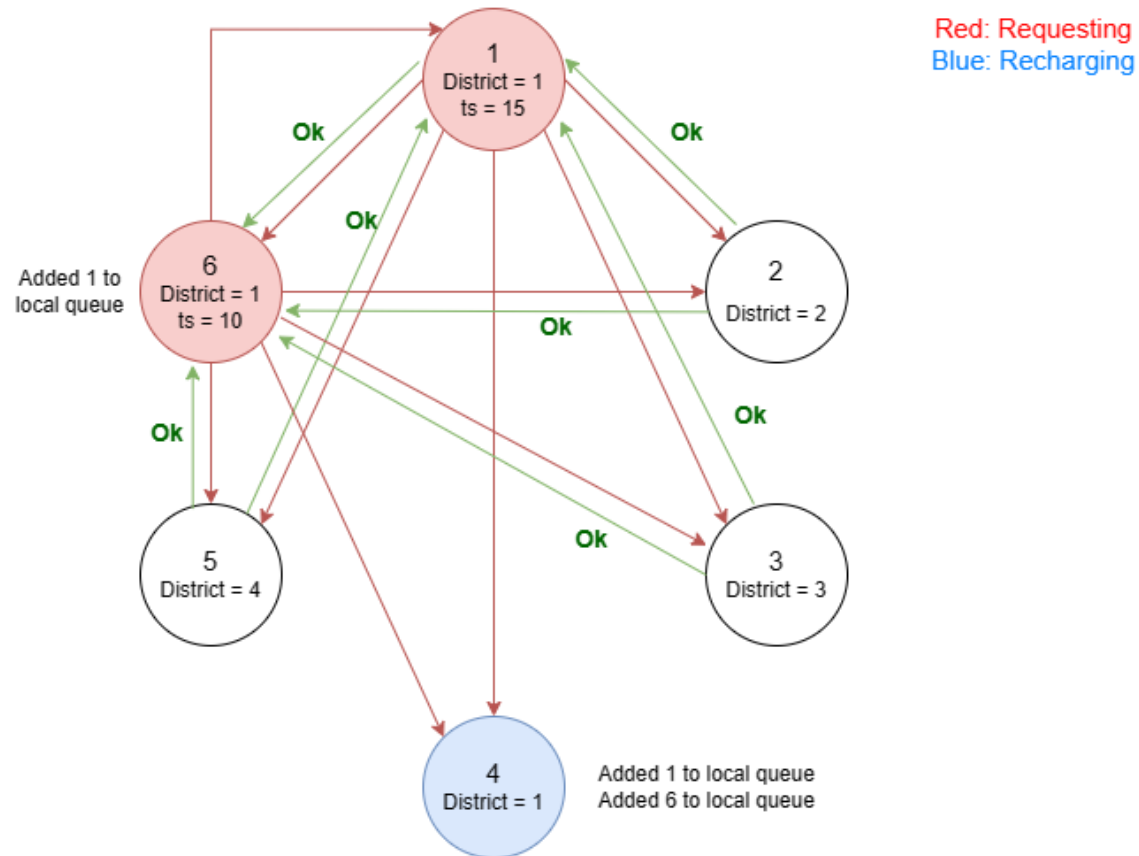 Red: Requesting
Blue: Recharging
1
District = 1
ts = 15
Ok
Ok
Ok
6
District = 1
ts = 10
Added 1 to
local queue
2
District = 2
Ok
Ok
Ok
Ok
5
District = 4
3
District = 3
4
District = 1
Added 1 to local queue
Added 6 to local queue